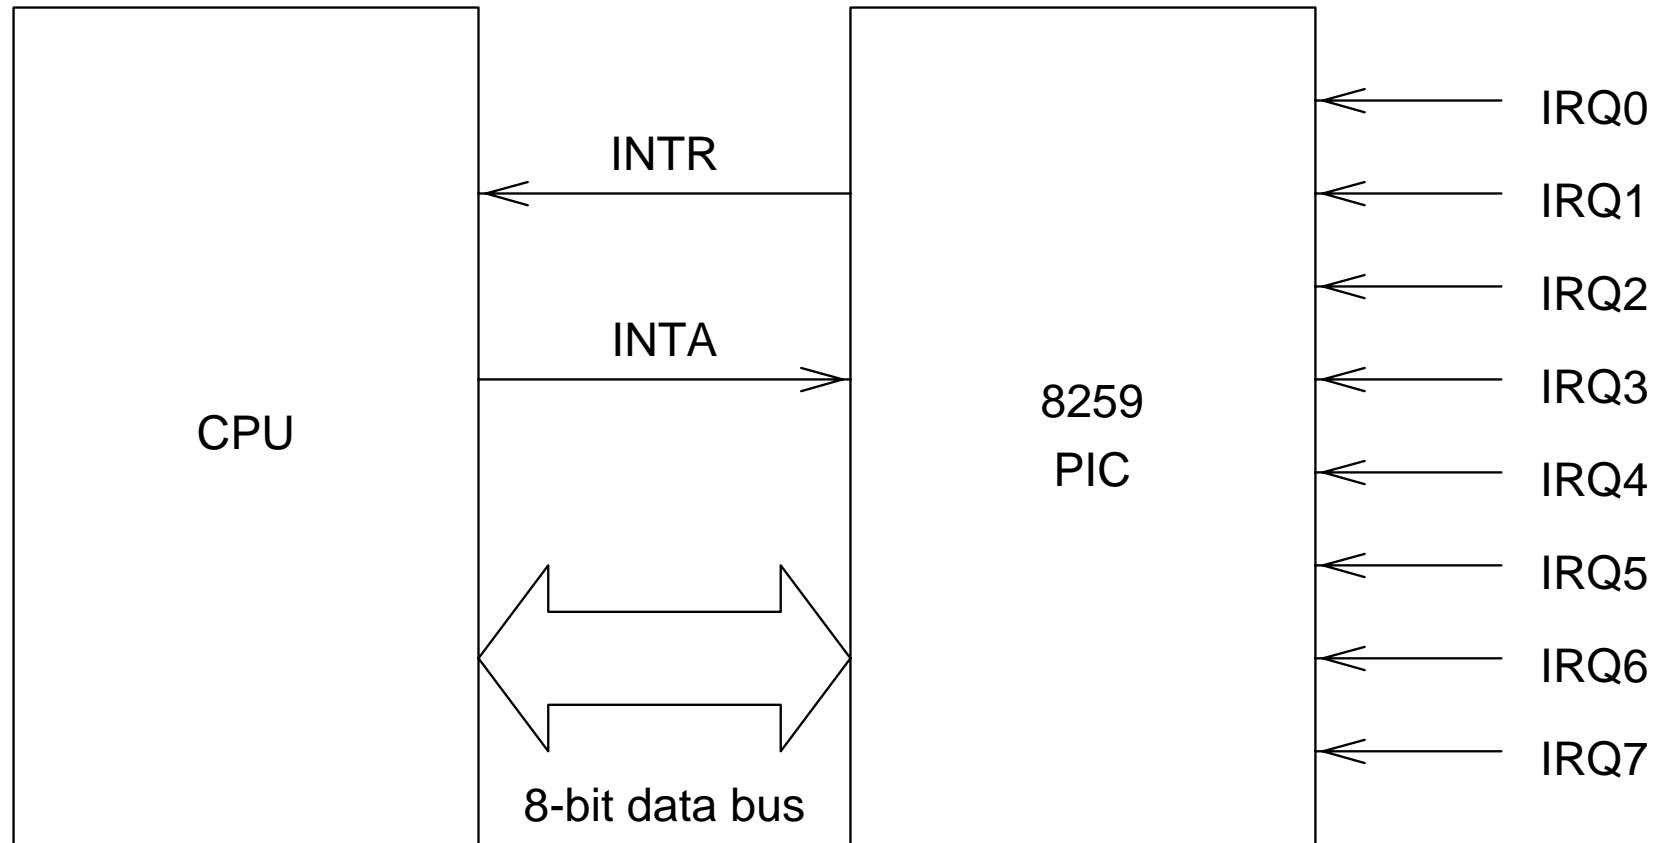 INTR
INTA
CPU
8-bit data bus
8259
PIC
IRQ0
IRQ1
IRQ2
IRQ3
IRQ4
IRQ5
IRQ6
IRQ7